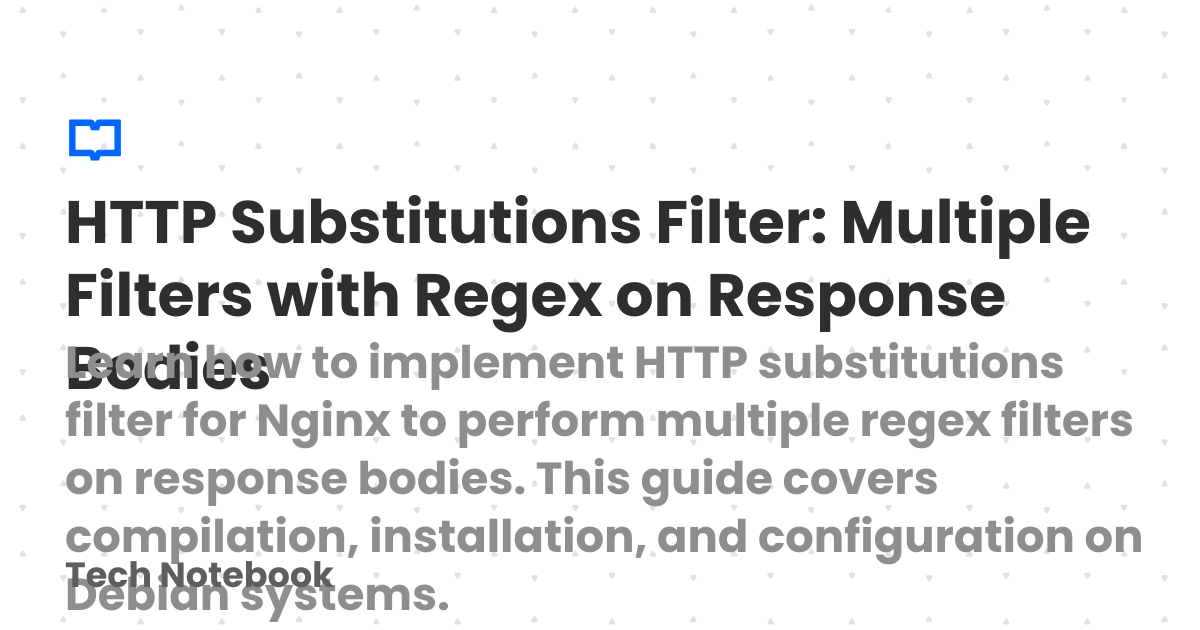 HTTP Substitutions Filter: Multiple
Filters with Regex on Response
Bodies
Learn how to implement HTTP substitutions
filter for Nginx to perform multiple regex filters
on response bodies. This guide covers
compilation, installation, and configuration on
Tech Notebook
Debian systems.